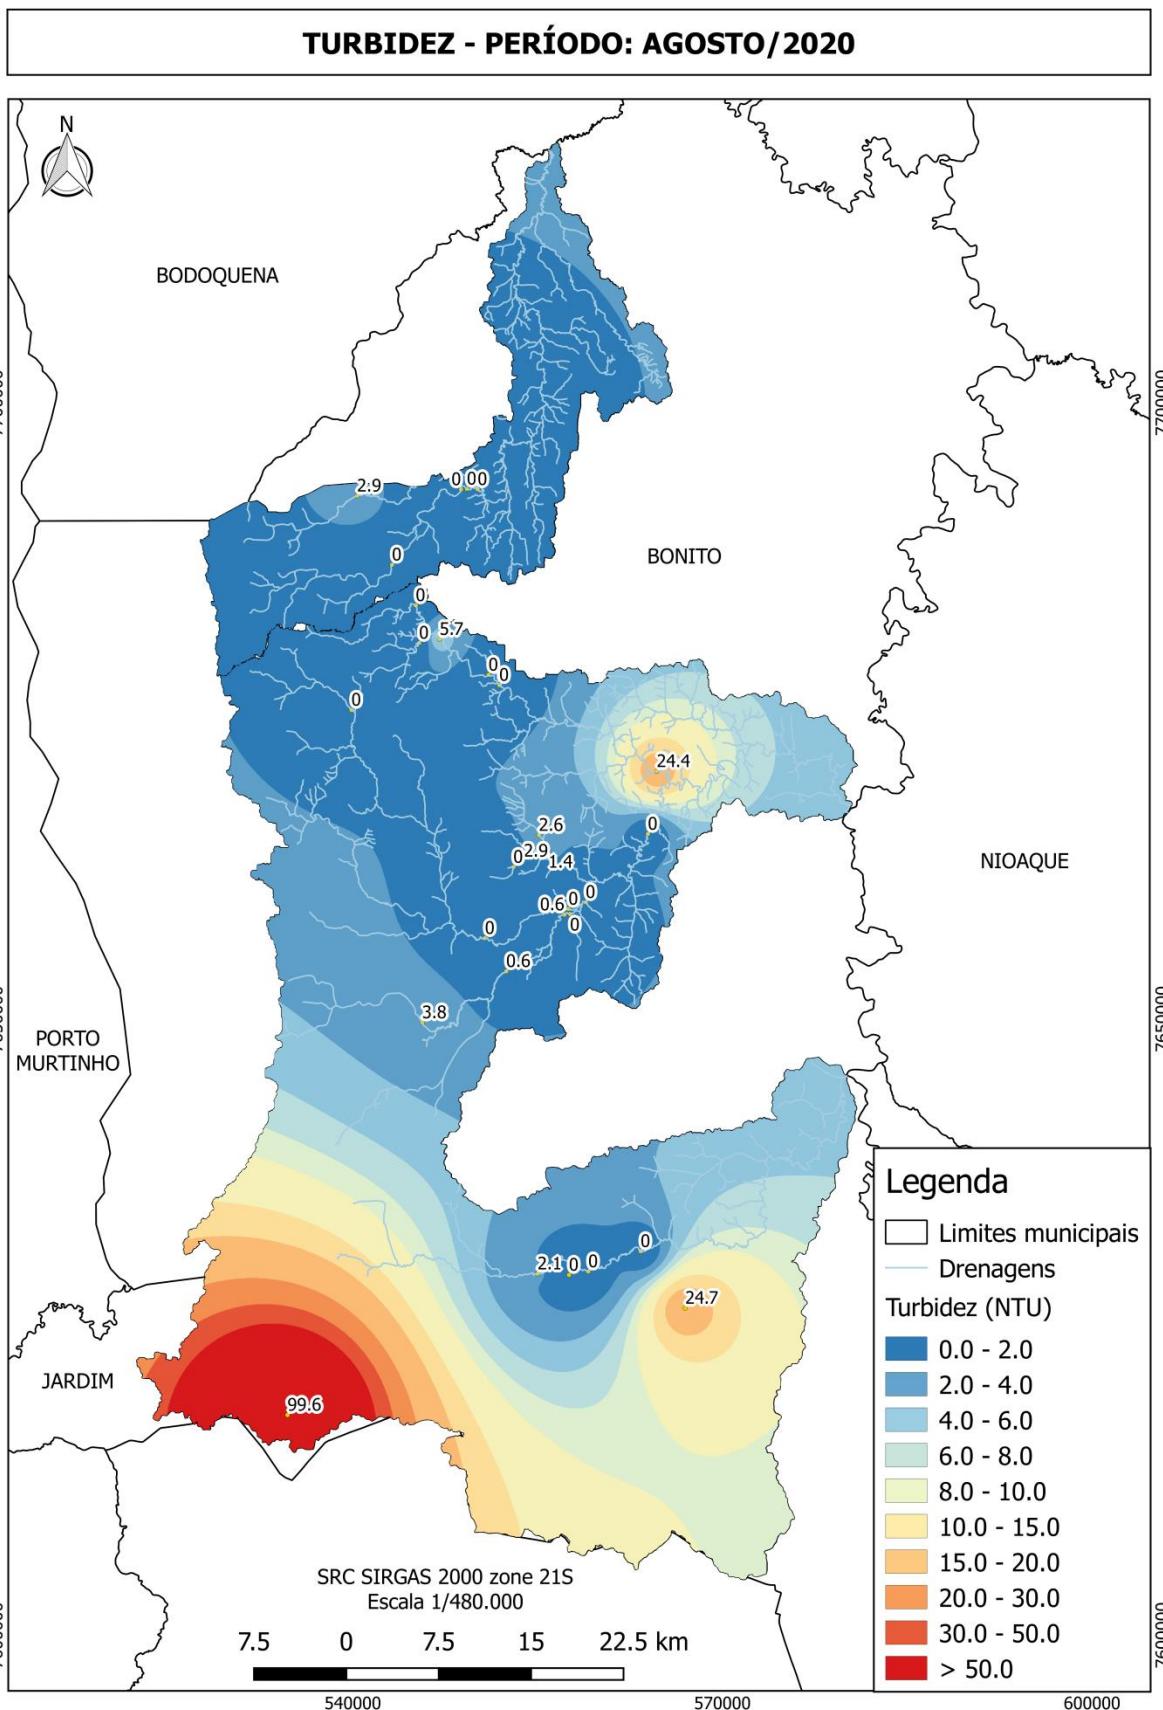 TURBIDEZ - PERÍODO: AGOSTO/2020
N
BODOQUENA
7700000
2.9
0
0
0
BONITO
0
0
0
5.7
0
0
0
24.4
2.6
0
0
2.9
1.4
NIOAQUE
0.6
0
0
0
0
0.6
3.8
7650000
PORTO
MURTINHO
Legenda
Limites municipais
Drenagens
Turbidez (NTU)
0.0 - 2.0
2.0 - 4.0
4.0 - 6.0
6.0 - 8.0
8.0 - 10.0
10.0 - 15.0
15.0 - 20.0
20.0 - 30.0
30.0 - 50.0
> 50.0
0
2.1
0
0
24.7
JARDIM
99.6
SRC SIRGAS 2000 zone 21S
Escala 1/480.000
7.5 0 7.5 15 22.5 km
7600000
540000 570000 600000